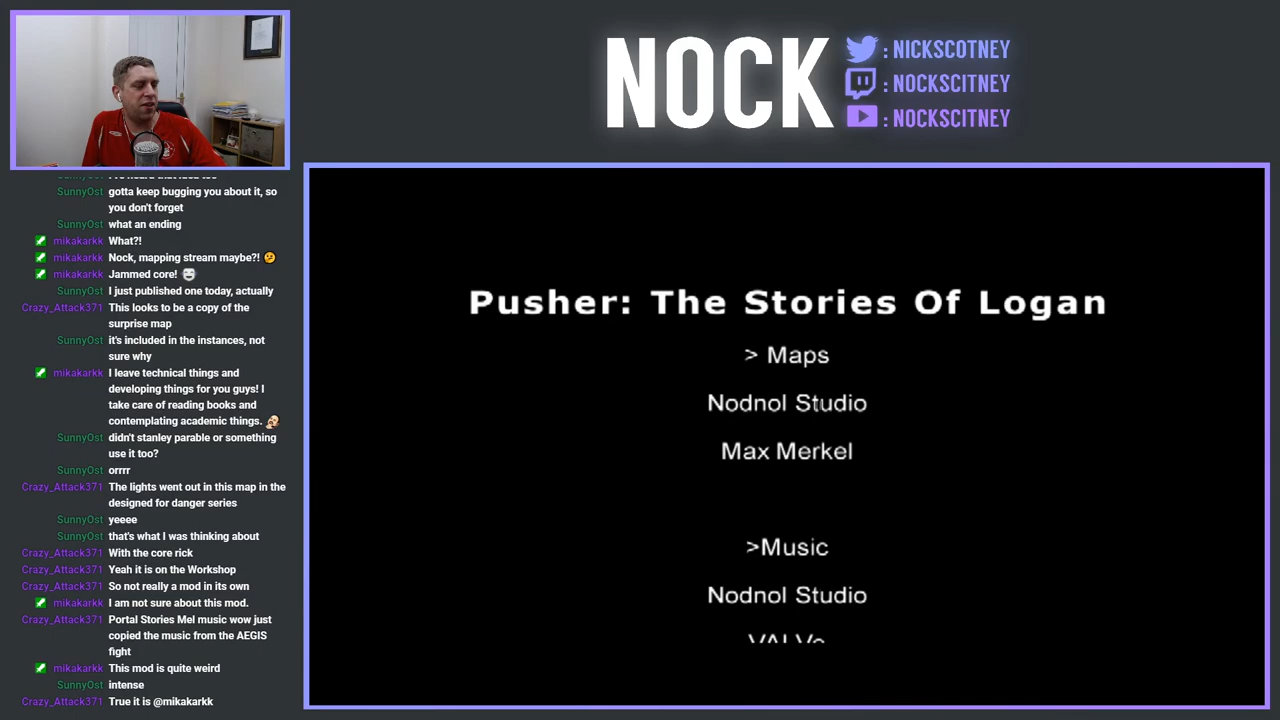 NOCK
: NICKSCOTNEY
: NOCKSCITNEY
: NOCKSCITNEY
SunnyOst gotta keep bugging you about it, so
you don't forget
SunnyOst what an ending
mikakarkk What?!
mikakarkk Nock, mapping stream maybe?! 🤔
mikakarkk Jammed core!
SunnyOst I just published one today, actually
Crazy_Attack371 This looks to be a copy of the
surprise map
SunnyOst it's included in the instances, not
sure why
mikakarkk I leave technical things and
developing things for you guys! I
take care of reading books and
contemplating academic things.
SunnyOst didn't stanley parable or something
use it too?
SunnyOst orrrr
Crazy_Attack371 The lights went out in this map in the
designed for danger series
SunnyOst yeeee
SunnyOst that's what I was thinking about
Crazy_Attack371 With the core rick
Crazy_Attack371 Yeah it is on the Workshop
Crazy_Attack371 So not really a mod in its own
mikakarkk I am not sure about this mod.
Crazy_Attack371 Portal Stories Mel music wow just
copied the music from the AEGIS
fight
mikakarkk This mod is quite weird
SunnyOst intense
Crazy_Attack371 True it is @mikakarkk
Pusher: The Stories Of Logan
> Maps
Nodnol Studio
Max Merkel
>Music
Nodnol Studio